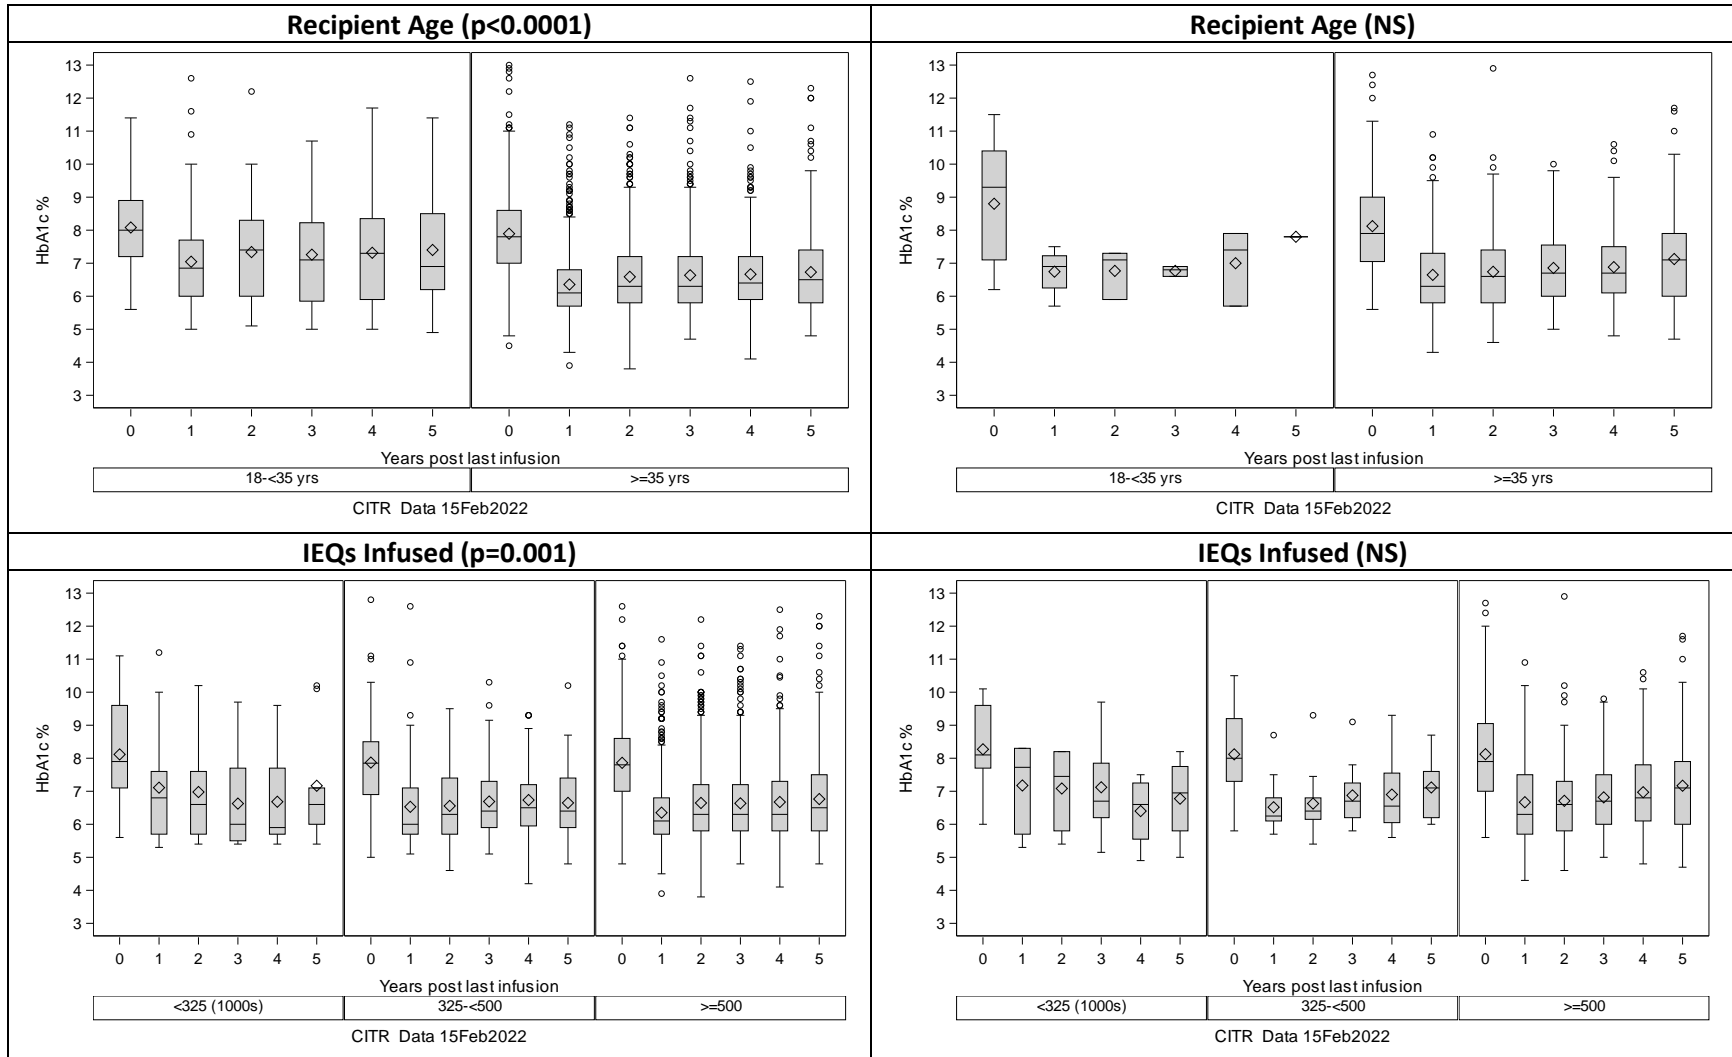 Recipient Age (p<0.0001)
HbA1c %
13
12
11
10
9
8
7
6
5
4
3
0 1 2 3 4 5 0 1 2 3 4 5
Years post last infusion
18-<35 yrs >=35 yrs
CITR Data 15Feb2022
Recipient Age (NS)
HbA1c %
13
12
11
10
9
8
7
6
5
4
3
0 1 2 3 4 5 0 1 2 3 4 5
Years post last infusion
18-<35 yrs >=35 yrs
CITR Data 15Feb2022
IEQs Infused (p=0.001)
HbA1c %
13
12
11
10
9
8
7
6
5
4
3
0 1 2 3 4 5 0 1 2 3 4 5 0 1 2 3 4 5
Years post last infusion
<325 (1000s) 325-<500 >=500
CITR Data 15Feb2022
IEQs Infused (NS)
HbA1c %
13
12
11
10
9
8
7
6
5
4
3
0 1 2 3 4 5 0 1 2 3 4 5 0 1 2 3 4 5
Years post last infusion
<325 (1000s) 325-<500 >=500
CITR Data 15Feb2022